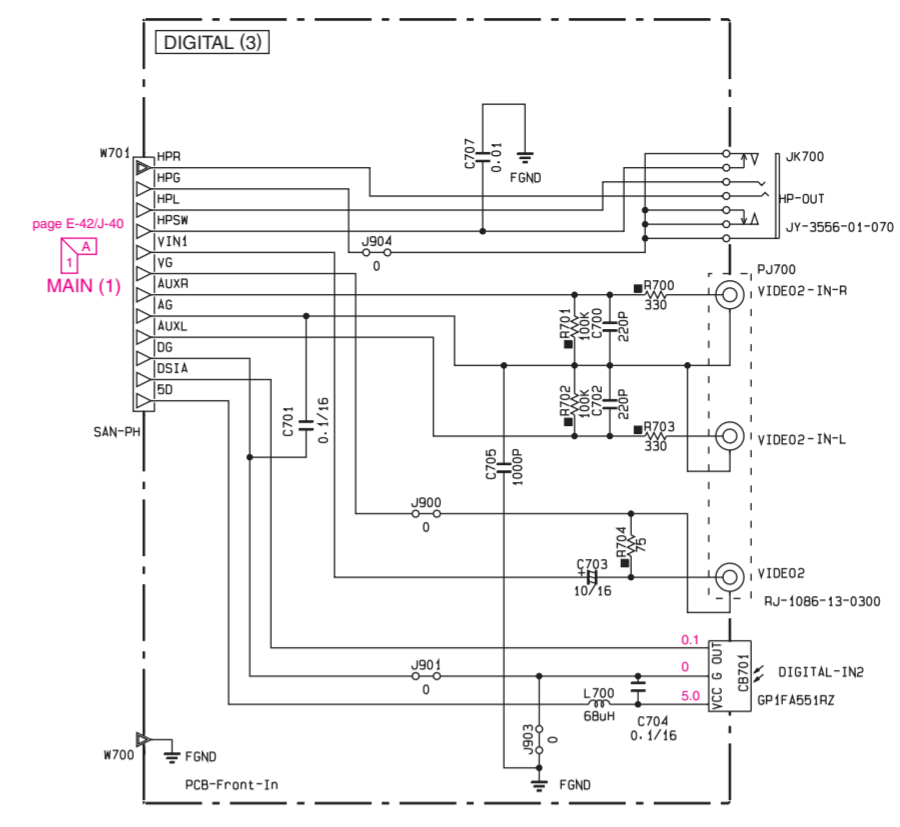 DIGITAL (3)
W701
HPR
HPG
HPL
HPSW
VIN1
VG
AUXR
AG
AUXL
DG
DSIA
5D
SAN-PH
page E-42/J-40
A
1
MAIN (1)
C707
0.01
FGND
J904
0
JK700
HP-OUT
JY-3556-01-070
PJ700
VIDEO2-IN-R
R700
330
R701
100K
C700
220P
R702
100K
C702
220P
R703
330
VIDEO2-IN-L
C701
0.1/16
C705
1000P
J900
0
R704
75
C703
+
10/16
VIDEO2
RJ-1086-13-0300
0.1
0
5.0
OUT
G
VCC
CB701
DIGITAL-IN2
GP1FA551RZ
J901
0
L700
68uH
C704
0.1/16
J903
0
FGND
W700
FGND
PCB-Front-In